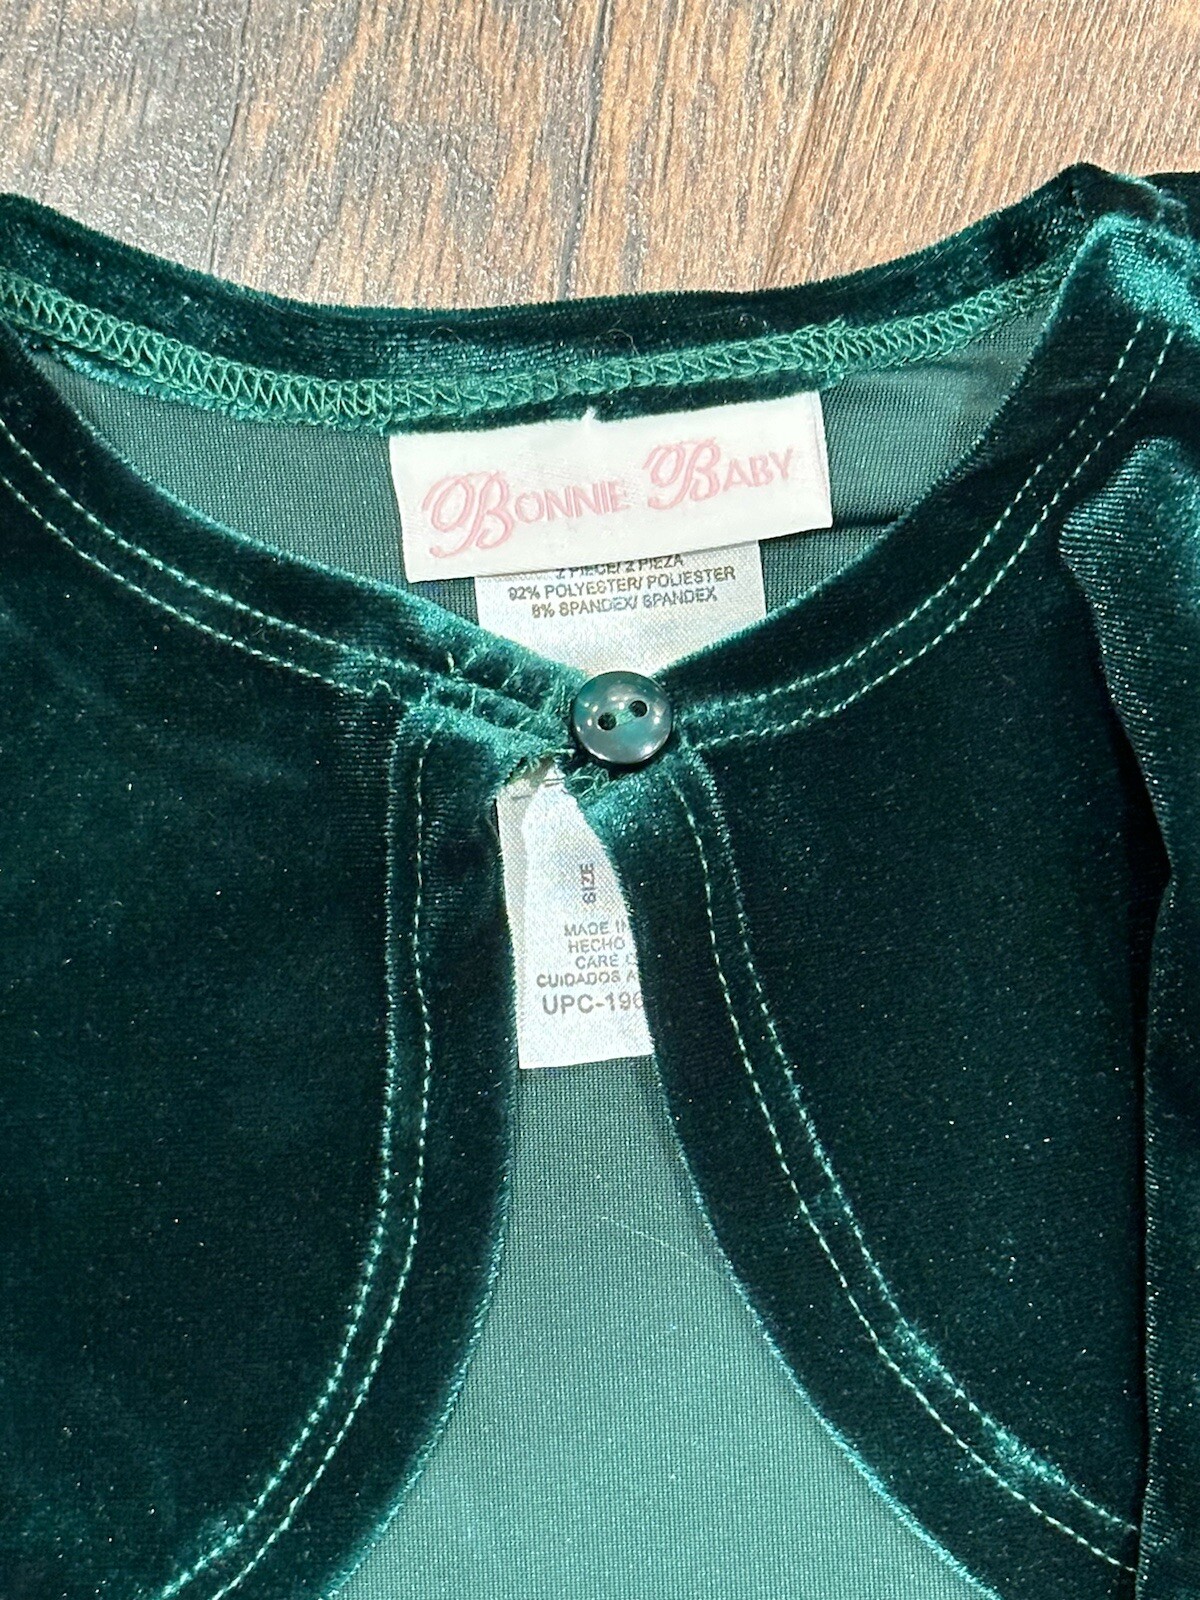 BONNIE BABY
2 PIECE/ 2 PIEZA
92% POLYESTER/ POLIESTER
8% SPANDEX/ SPANDEX
SIZE
MADE IN
HECHO
CARE
CUIDADOS A
UPC-196